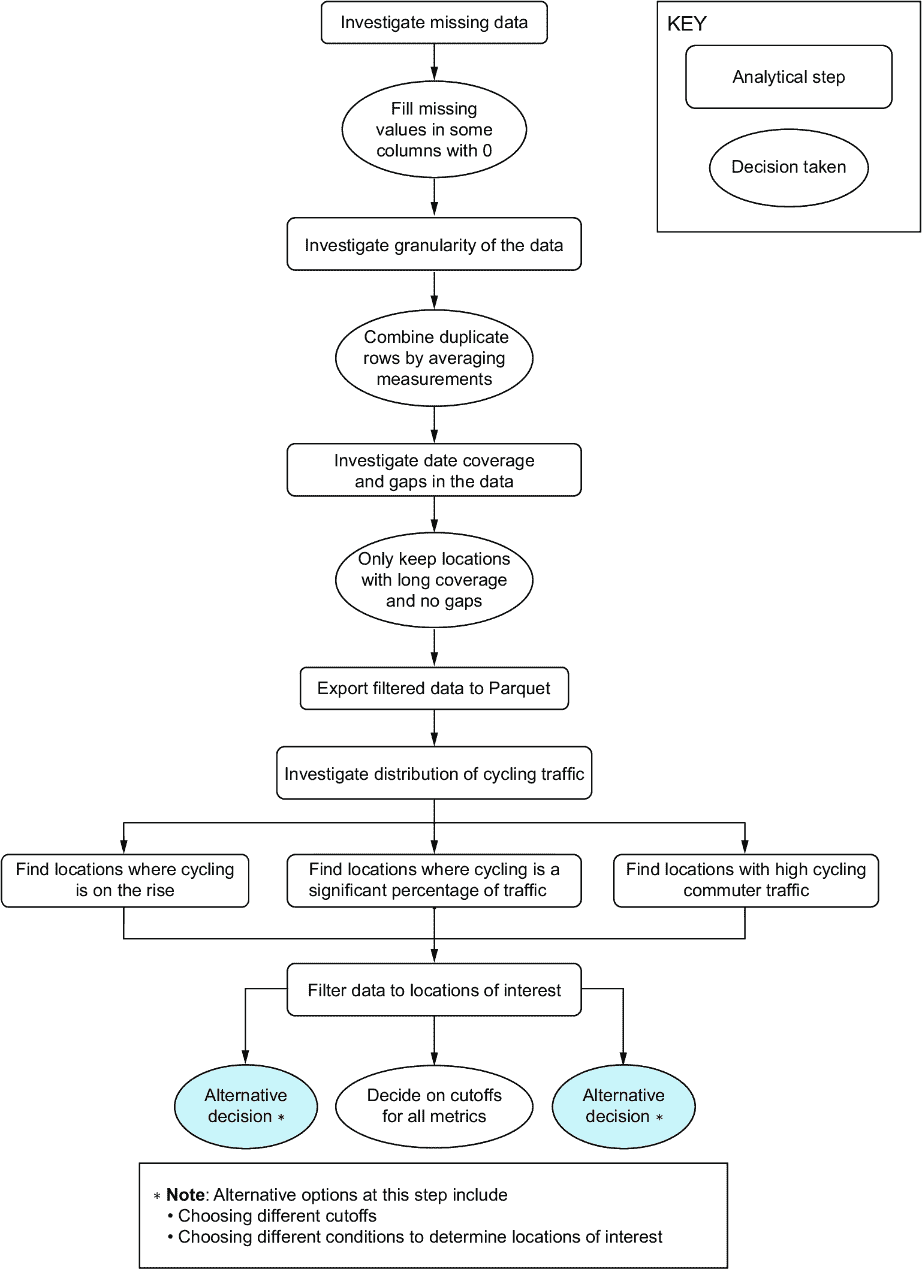 Investigate missing data
KEY
Analytical step
Decision taken
Fill missing
values in some
columns with 0
Investigate granularity of the data
Combine duplicate
rows by averaging
measurements
Investigate date coverage
and gaps in the data
Only keep locations
with long coverage
and no gaps
Export filtered data to Parquet
Investigate distribution of cycling traffic
Find locations where cycling
is on the rise
Find locations where cycling is a
significant percentage of traffic
Find locations with high cycling
commuter traffic
Filter data to locations of interest
Alternative
decision *
Decide on cutoffs
for all metrics
Alternative
decision *
* Note: Alternative options at this step include
• Choosing different cutoffs
• Choosing different conditions to determine locations of interest